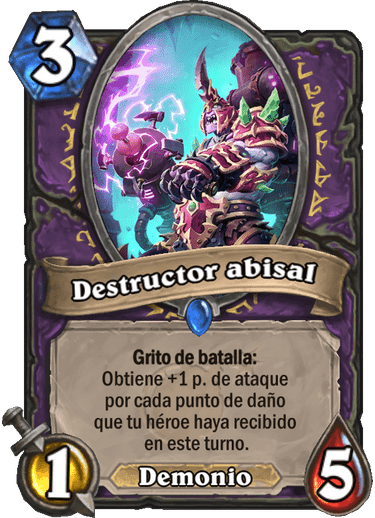 3
Destructor abisal
Grito de batalla:
Obtiene +1 p. de ataque
por cada punto de daño
que tu héroe haya recibido
en este turno.
1
Demonio
5